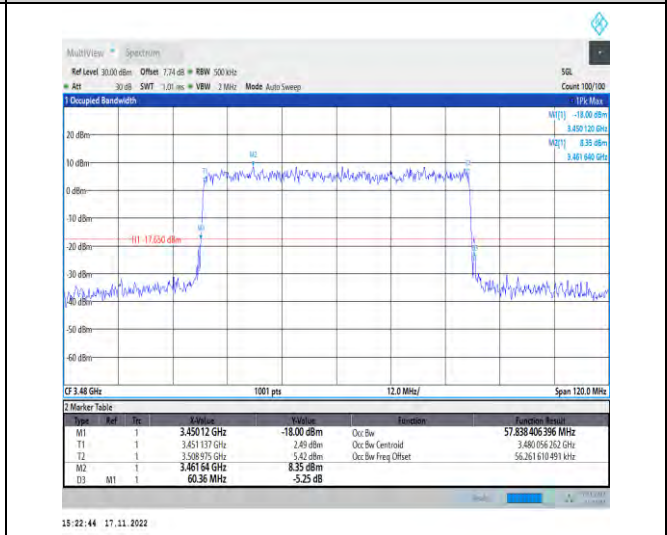 MultiView Spectrum
Ref Level 30.00 dBm Offset 7.74 dB RBW 500 kHz SGL
Att 30 dB SWT 1.01 ms VBW 2 MHz Mode Auto Sweep Count 100/100
1 Occupied Bandwidth 1Pk Max
M1[1] -18.00 dBm
3.450 120 GHz
M2[1] 8.35 dBm
3.461 640 GHz
20 dBm
10 dBm
0 dBm
-10 dBm
-20 dBm
-30 dBm
-40 dBm
-50 dBm
-60 dBm
M2
T1
M1
H1 -17.650 dBm
CF 3.48 GHz 1001 pts 12.0 MHz/ Span 120.0 MHz
2 Marker Table
Type Ref Trc X-Value Y-Value Function Function Result
M1 1 3.450 12 GHz -18.00 dBm Occ Bw 57.838 406 396 MHz
T1 1 3.451 137 GHz 2.49 dBm Occ Bw Centroid 3.480 056 262 GHz
T2 1 3.508 975 GHz 5.42 dBm Occ Bw Freq Offset 56.261 610 491 kHz
M2 1 3.461 64 GHz 8.35 dBm
D3 M1 1 60.36 MHz -5.25 dB
15:22:44 17.11.2022